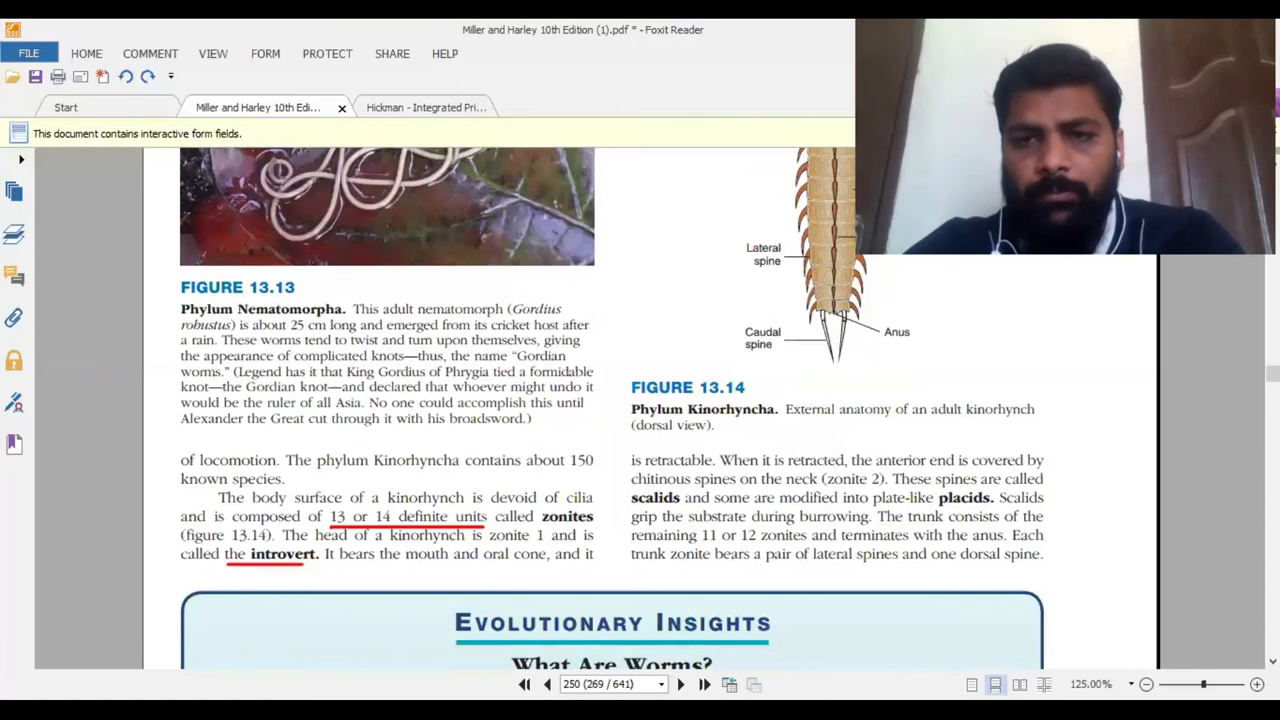 Miller and Harley 10th Edition (1).pdf * - Foxit Reader
FILE HOME COMMENT VIEW FORM PROTECT SHARE HELP
Start Miller and Harley 10th Edi... Hickman - Integrated Pri...
This document contains interactive form fields.
FIGURE 13.13
Phylum Nematomorpha. This adult nematomorph (Gordius
robustus) is about 25 cm long and emerged from its cricket host after
a rain. These worms tend to twist and turn upon themselves, giving
the appearance of complicated knots—thus, the name “Gordian
worms.” (Legend has it that King Gordius of Phrygia tied a formidable
knot—the Gordian knot—and declared that whoever might undo it
would be the ruler of all Asia. No one could accomplish this until
Alexander the Great cut through it with his broadsword.)
of locomotion. The phylum Kinorhyncha contains about 150
known species.
The body surface of a kinorhynch is devoid of cilia
and is composed of 13 or 14 definite units called zonites
(figure 13.14). The head of a kinorhynch is zonite 1 and is
called the introvert. It bears the mouth and oral cone, and it
Lateral
spine
Caudal
spine
Anus
FIGURE 13.14
Phylum Kinorhyncha. External anatomy of an adult kinorhynch
(dorsal view).
is retractable. When it is retracted, the anterior end is covered by
chitinous spines on the neck (zonite 2). These spines are called
scalids and some are modified into plate-like placids. Scalids
grip the substrate during burrowing. The trunk consists of the
remaining 11 or 12 zonites and terminates with the anus. Each
trunk zonite bears a pair of lateral spines and one dorsal spine.
EVOLUTIONARY INSIGHTS
What Are Worms?
250 (269 / 641)
125.00%